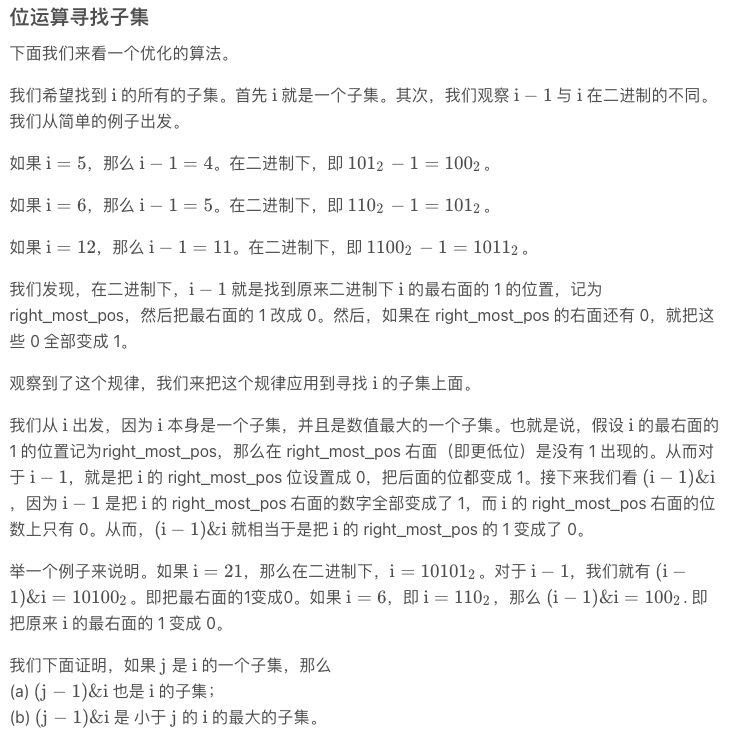 位运算寻找子集
下面我们来看一个优化的算法。
我们希望找到 i 的所有的子集。首先 i 就是一个子集。其次，我们观察 i − 1 与 i 在二进制的不同。
我们从简单的例子出发。
如果 i = 5，那么 i − 1 = 4。在二进制下，即 101₂ − 1 = 100₂ 。
如果 i = 6，那么 i − 1 = 5。在二进制下，即 110₂ − 1 = 101₂ 。
如果 i = 12，那么 i − 1 = 11。在二进制下，即 1100₂ − 1 = 1011₂ 。
我们发现，在二进制下，i − 1 就是找到原来二进制下 i 的最右面的 1 的位置，记为
right_most_pos，然后把最右面的 1 改成 0。然后，如果在 right_most_pos 的右面还有 0，就把这
些 0 全部变成 1。
观察到了这个规律，我们来把这个规律应用到寻找 i 的子集上面。
我们从 i 出发，因为 i 本身是一个子集，并且是数值最大的一个子集。也就是说，假设 i 的最右面的
1 的位置记为right_most_pos，那么在 right_most_pos 右面（即更低位）是没有 1 出现的。从而对
于 i − 1，就是把 i 的 right_most_pos 位设置成 0，把后面的位都变成 1。接下来我们看 (i − 1)&i
，因为 i − 1 是把 i 的 right_most_pos 右面的数字全部变成了 1，而 i 的 right_most_pos 右面的位
数上只有 0。从而，(i − 1)&i 就相当于是把 i 的 right_most_pos 的 1 变成了 0。
举一个例子来说明。如果 i = 21，那么在二进制下，i = 10101₂ 。对于 i − 1，我们就有 (i −
1)&i = 10100₂ 。即把最右面的1变成0。如果 i = 6，即 i = 110₂ ，那么 (i − 1)&i = 100₂ . 即
把原来 i 的最右面的 1 变成 0。
我们下面证明，如果 j 是 i 的一个子集，那么
(a) (j − 1)&i 也是 i 的子集；
(b) (j − 1)&i 是 小于 j 的 i 的最大的子集。